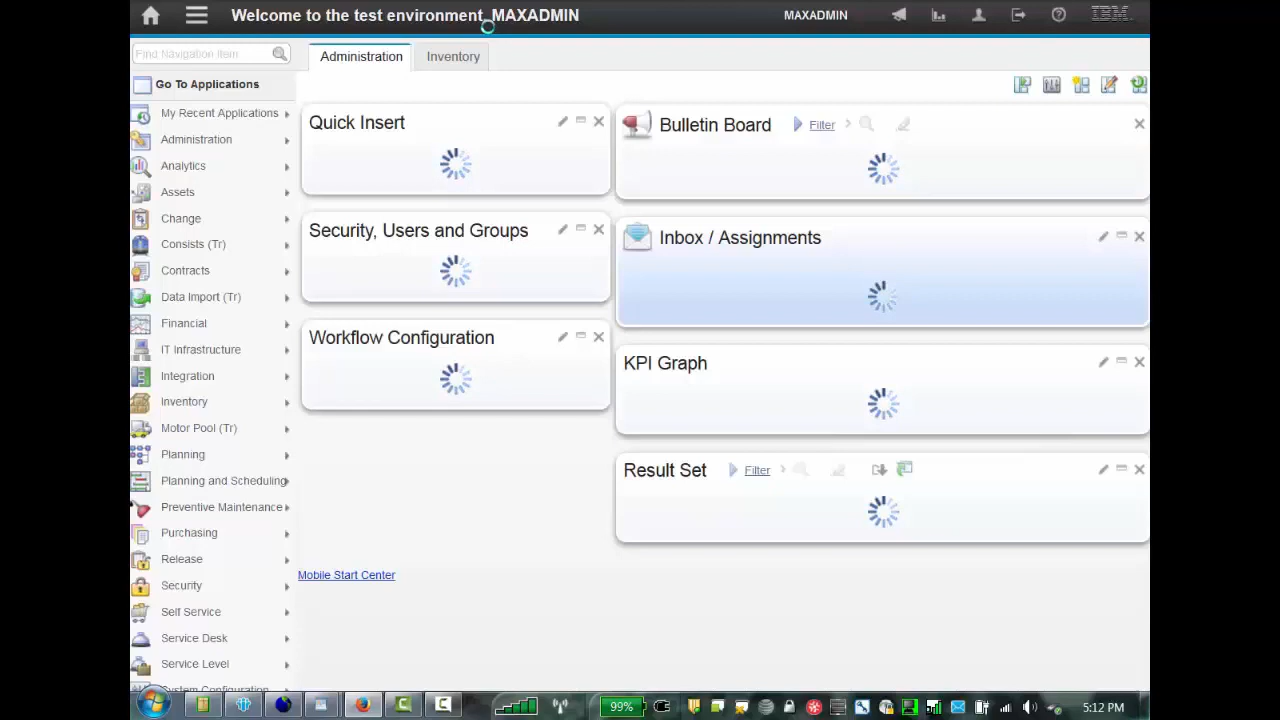 Welcome to the test environment, MAXADMIN
MAXADMIN
IBM
Find Navigation Item
Administration
Inventory
Go To Applications
My Recent Applications
Administration
Analytics
Assets
Change
Consists (Tr)
Contracts
Data Import (Tr)
Financial
IT Infrastructure
Integration
Inventory
Motor Pool (Tr)
Planning
Planning and Scheduling
Preventive Maintenance
Purchasing
Release
Security
Self Service
Service Desk
Service Level
System Configuration
Quick Insert
Security, Users and Groups
Workflow Configuration
Mobile Start Center
Bulletin Board
Filter
Inbox / Assignments
KPI Graph
Result Set
Filter
99%
5:12 PM